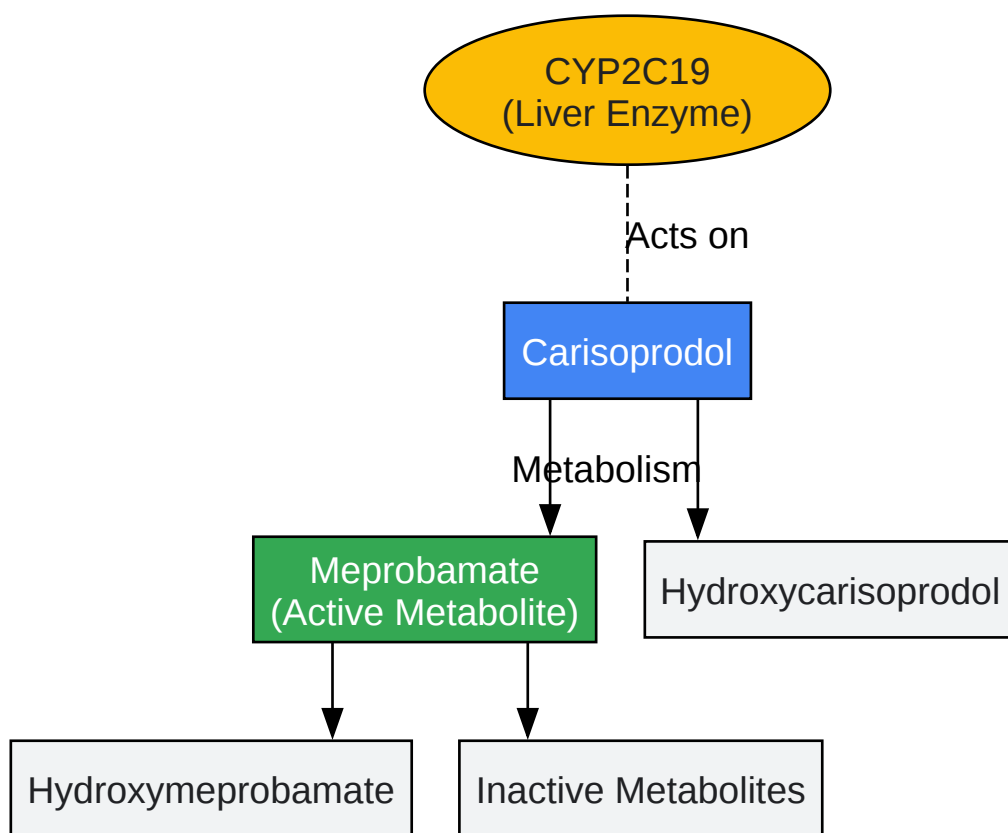 CYP2C19
(Liver Enzyme)
Acts on
Carisoprodol
Metabolism
Meprobamate
(Active Metabolite)
Hydroxycarisoprodol
Hydroxymeprobamate
Inactive Metabolites